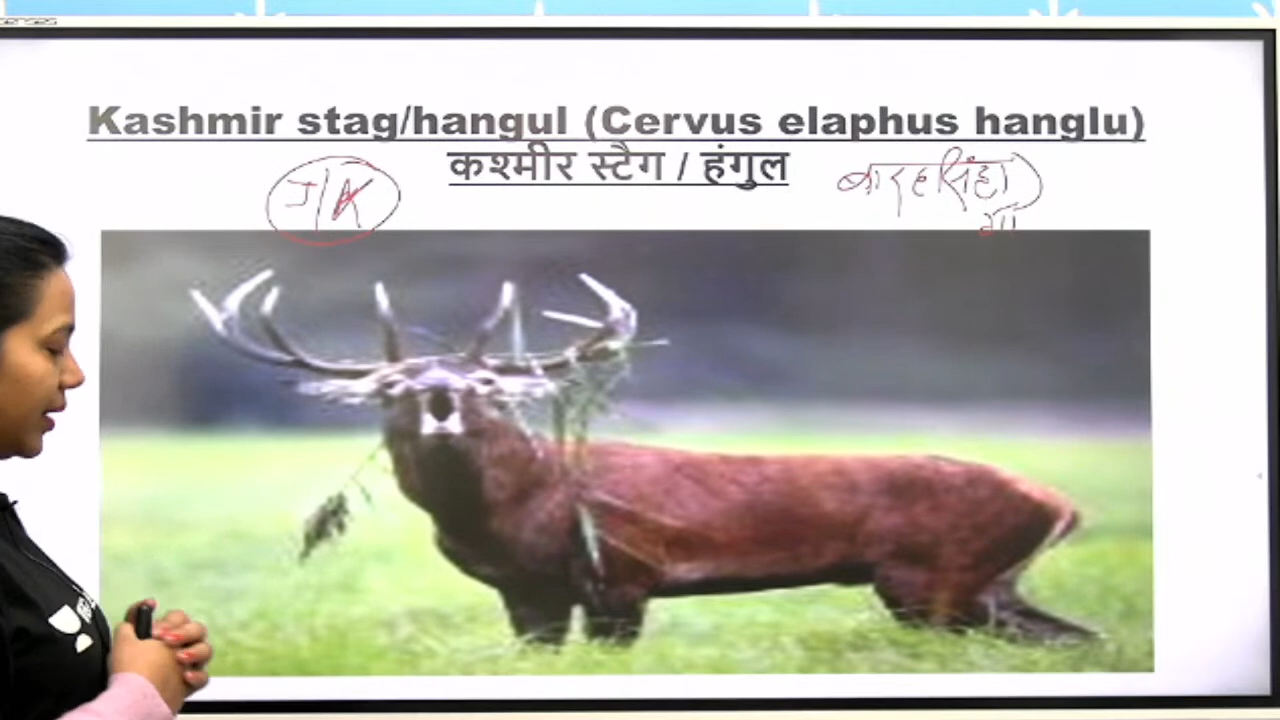 Kashmir stag/hangul (Cervus elaphus hanglu)
कश्मीर स्टैग / हंगुल
J/K
बारहसिंहा
गा